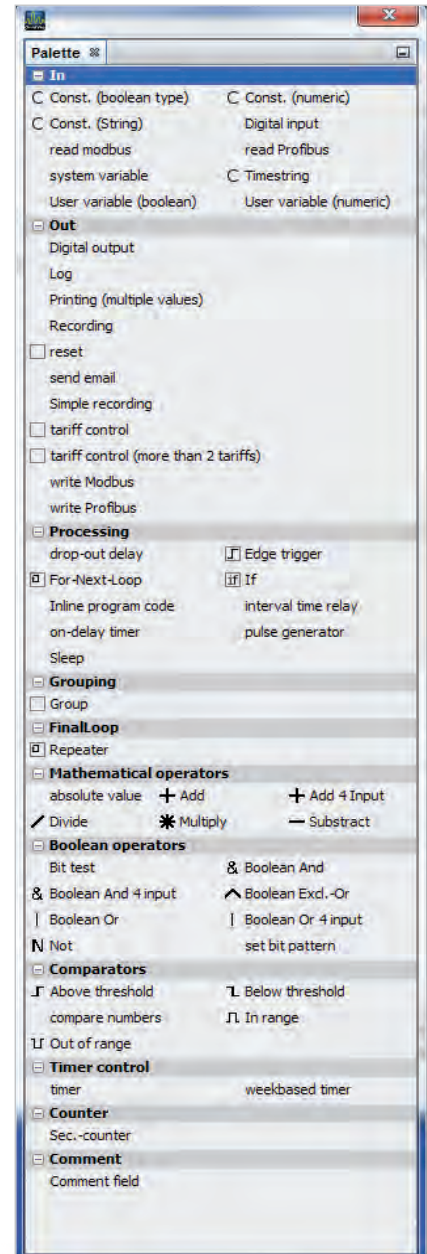 Palette
In
C Const. (boolean type) C Const. (numeric)
C Const. (String) Digital input
read modbus read Profibus
system variable C Timestring
User variable (boolean) User variable (numeric)
Out
Digital output
Log
Printing (multiple values)
Recording
reset
send email
Simple recording
tariff control
tariff control (more than 2 tariffs)
write Modbus
write Profibus
Processing
drop-out delay Edge trigger
For-Next-Loop if If
Inline program code interval time relay
on-delay timer pulse generator
Sleep
Grouping
Group
FinalLoop
Repeater
Mathematical operators
absolute value + Add + Add 4 Input
Divide Multiply Substract
Boolean operators
Bit test & Boolean And
& Boolean And 4 input Boolean Excl.-Or
| Boolean Or | Boolean Or 4 input
N Not set bit pattern
Comparators
Above threshold Below threshold
compare numbers In range
Out of range
Timer control
timer weekbased timer
Counter
Sec.-counter
Comment
Comment field